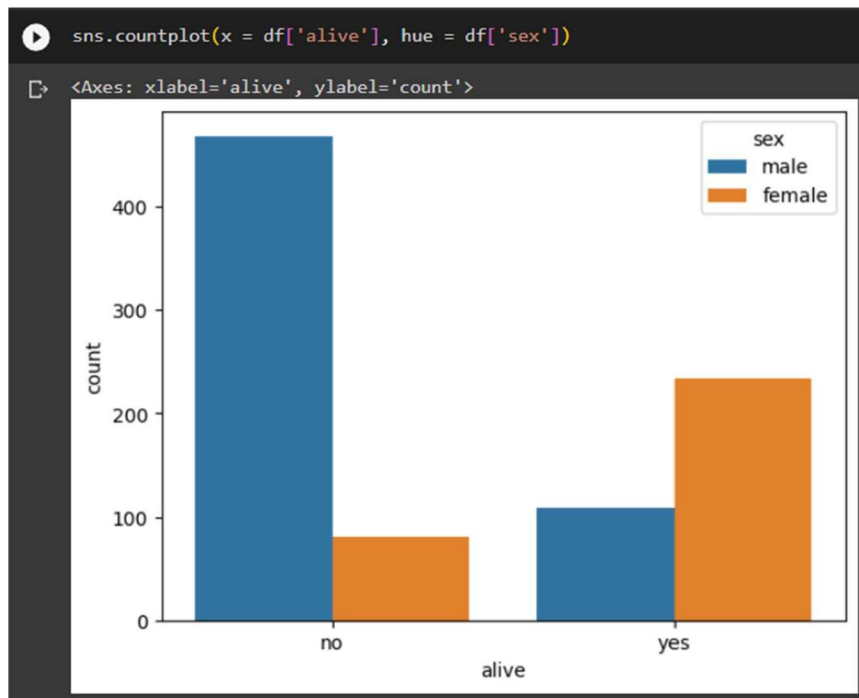 sns.countplot(x = df['alive'], hue = df['sex'])
<Axes: xlabel='alive', ylabel='count'>
sex
male
female
400
300
200
100
0
count
no yes
alive